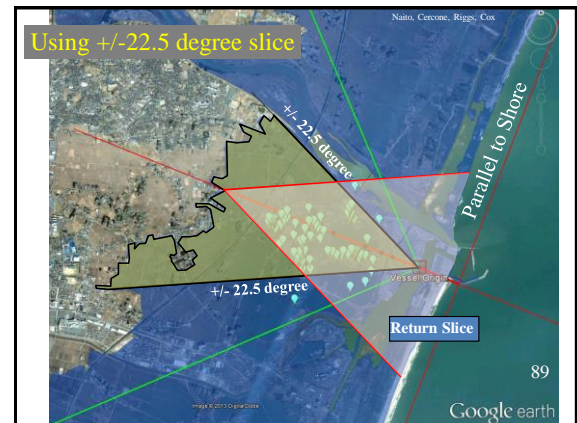 Naito, Cercone, Riggs, Cox
Using +/-22.5 degree slice
+/- 22.5 degree
Parallel to Shore
Vessel Origin
+/- 22.5 degree
Return Slice
89
Image © 2013 DigitalGlobe
Google earth